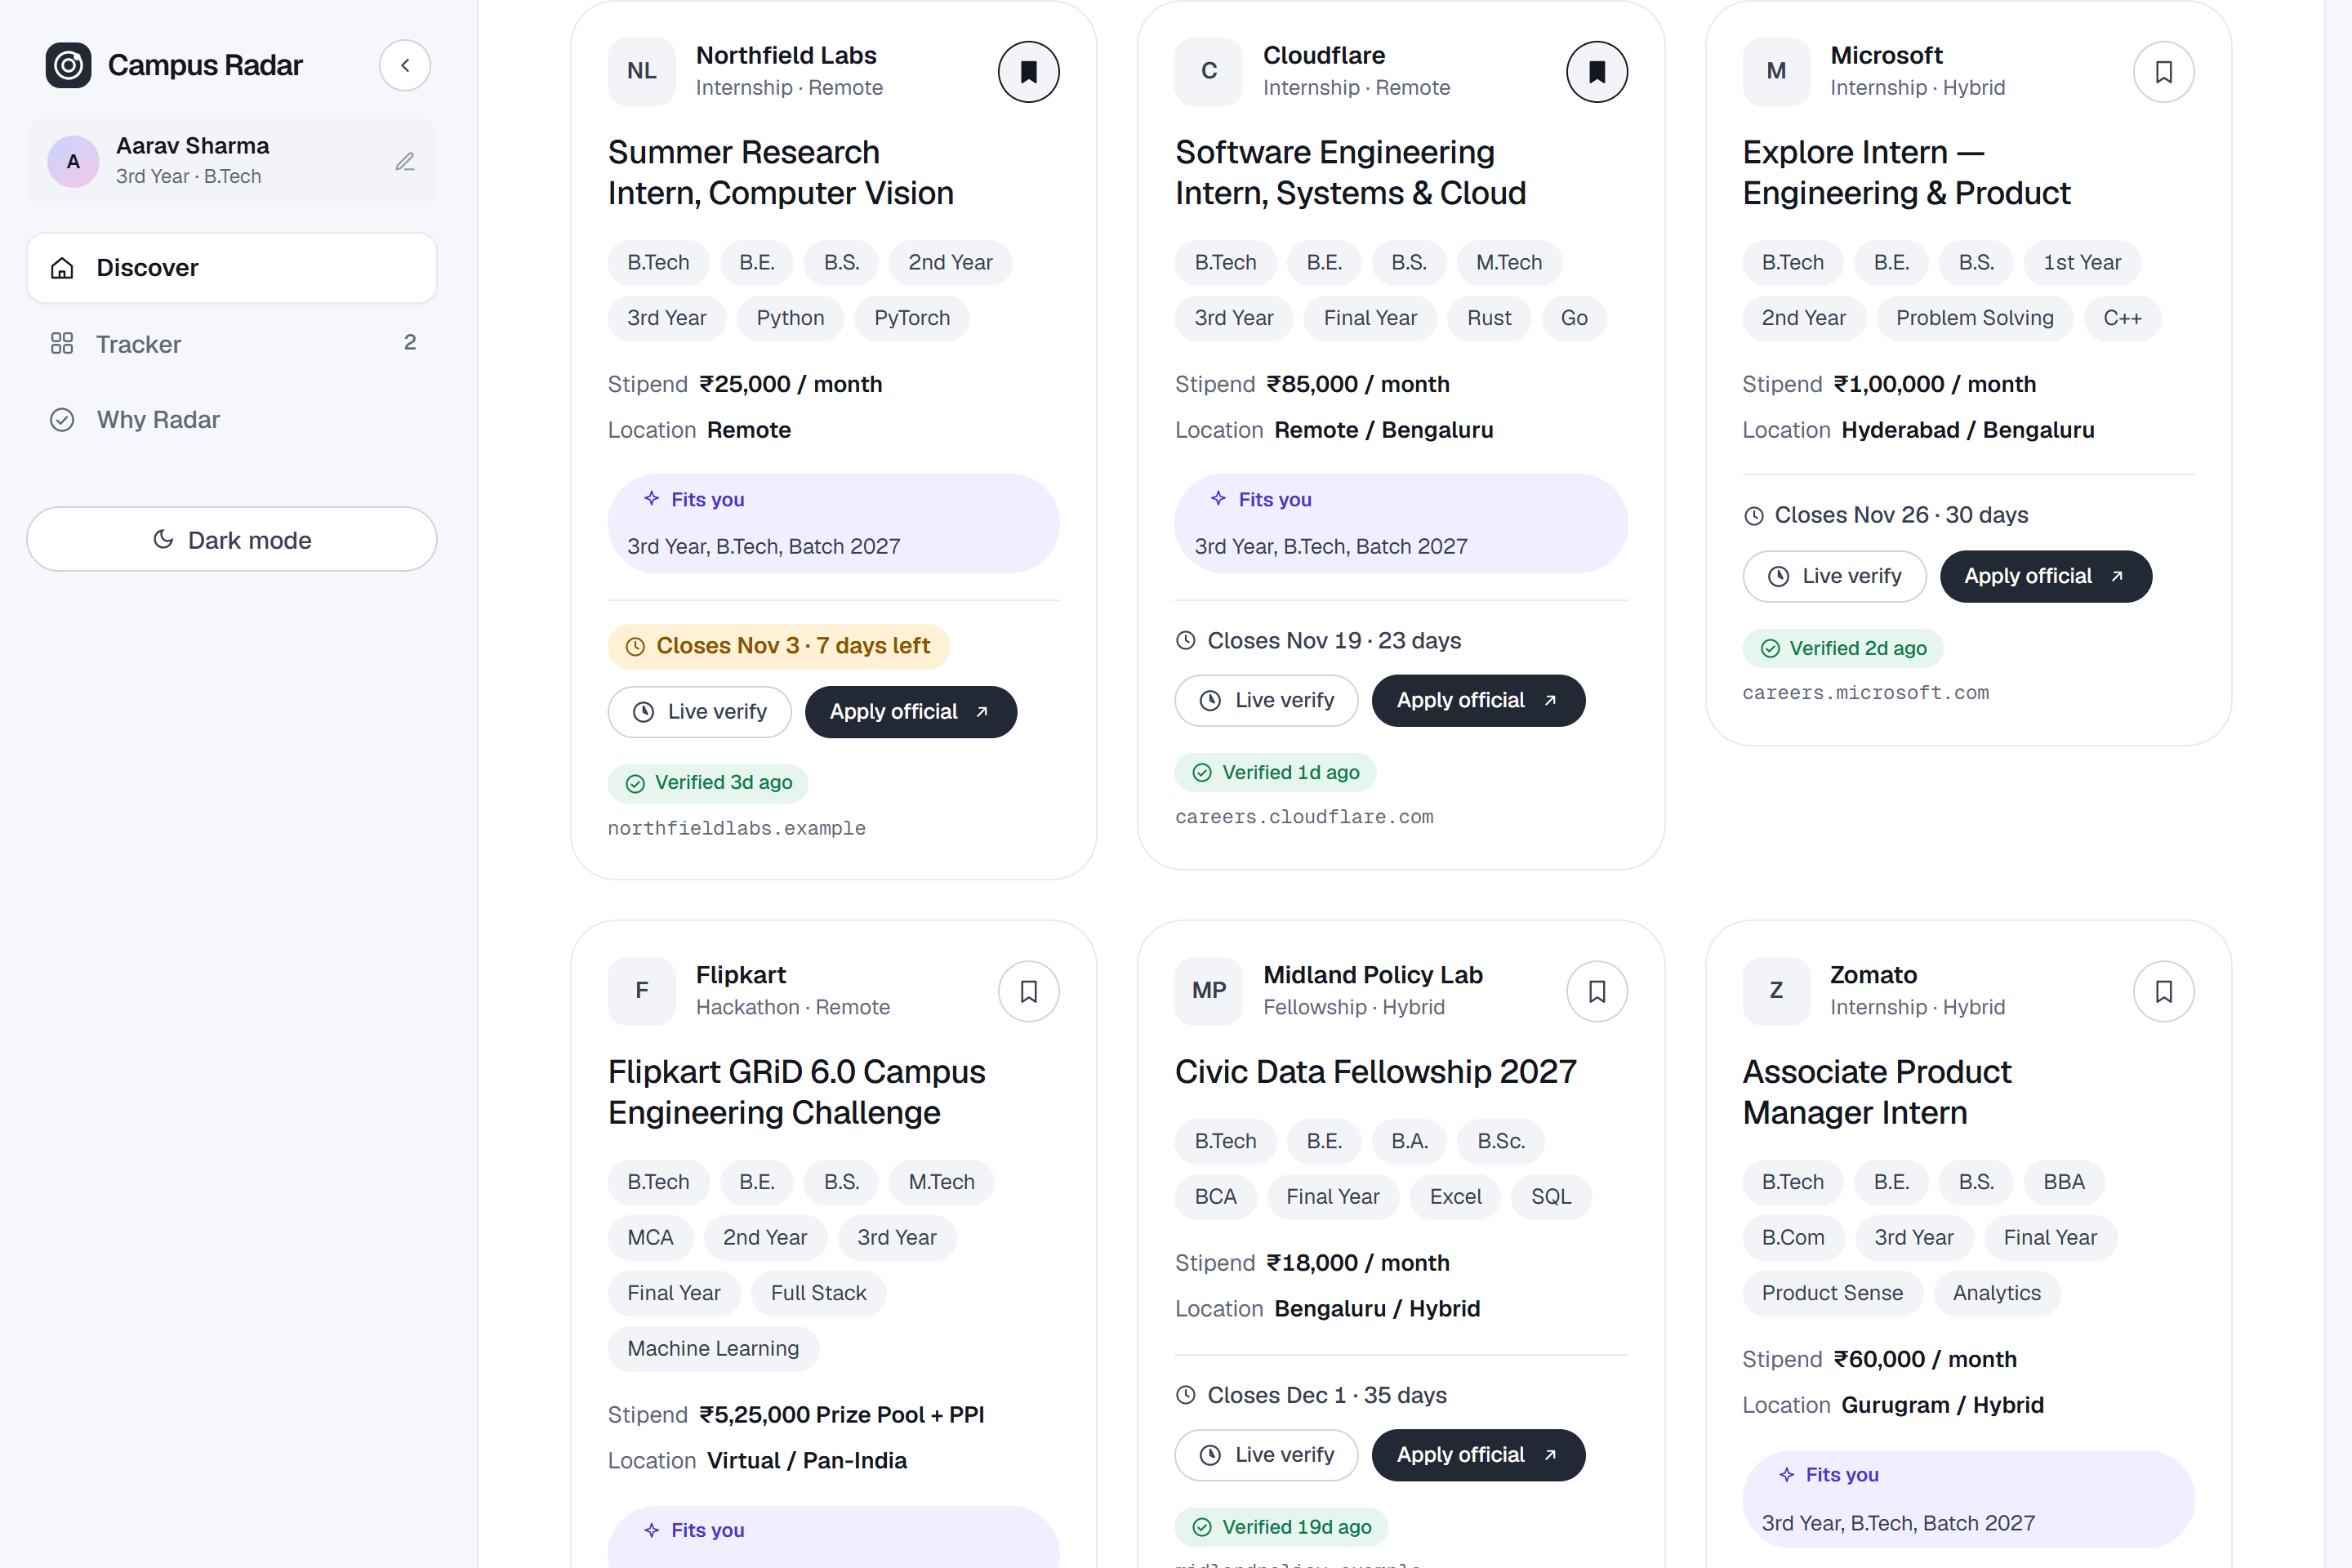 Campus Radar
A
Aarav Sharma
3rd Year · B.Tech
Discover
Tracker 2
Why Radar
Dark mode
NL
Northfield Labs
Internship · Remote
Summer Research
Intern, Computer Vision
B.Tech B.E. B.S. 2nd Year
3rd Year Python PyTorch
Stipend ₹25,000 / month
Location Remote
Fits you
3rd Year, B.Tech, Batch 2027
Closes Nov 3 · 7 days left
Live verify Apply official
Verified 3d ago
northfieldlabs.example
C
Cloudflare
Internship · Remote
Software Engineering
Intern, Systems & Cloud
B.Tech B.E. B.S. M.Tech
3rd Year Final Year Rust Go
Stipend ₹85,000 / month
Location Remote / Bengaluru
Fits you
3rd Year, B.Tech, Batch 2027
Closes Nov 19 · 23 days
Live verify Apply official
Verified 1d ago
careers.cloudflare.com
M
Microsoft
Internship · Hybrid
Explore Intern —
Engineering & Product
B.Tech B.E. B.S. 1st Year
2nd Year Problem Solving C++
Stipend ₹1,00,000 / month
Location Hyderabad / Bengaluru
Closes Nov 26 · 30 days
Live verify Apply official
Verified 2d ago
careers.microsoft.com
F
Flipkart
Hackathon · Remote
Flipkart GRiD 6.0 Campus
Engineering Challenge
B.Tech B.E. B.S. M.Tech
MCA 2nd Year 3rd Year
Final Year Full Stack
Machine Learning
Stipend ₹5,25,000 Prize Pool + PPI
Location Virtual / Pan-India
Fits you
MP
Midland Policy Lab
Fellowship · Hybrid
Civic Data Fellowship 2027
B.Tech B.E. B.A. B.Sc.
BCA Final Year Excel SQL
Stipend ₹18,000 / month
Location Bengaluru / Hybrid
Closes Dec 1 · 35 days
Live verify Apply official
Verified 19d ago
Z
Zomato
Internship · Hybrid
Associate Product
Manager Intern
B.Tech B.E. B.S. BBA
B.Com 3rd Year Final Year
Product Sense Analytics
Stipend ₹60,000 / month
Location Gurugram / Hybrid
Fits you
3rd Year, B.Tech, Batch 2027